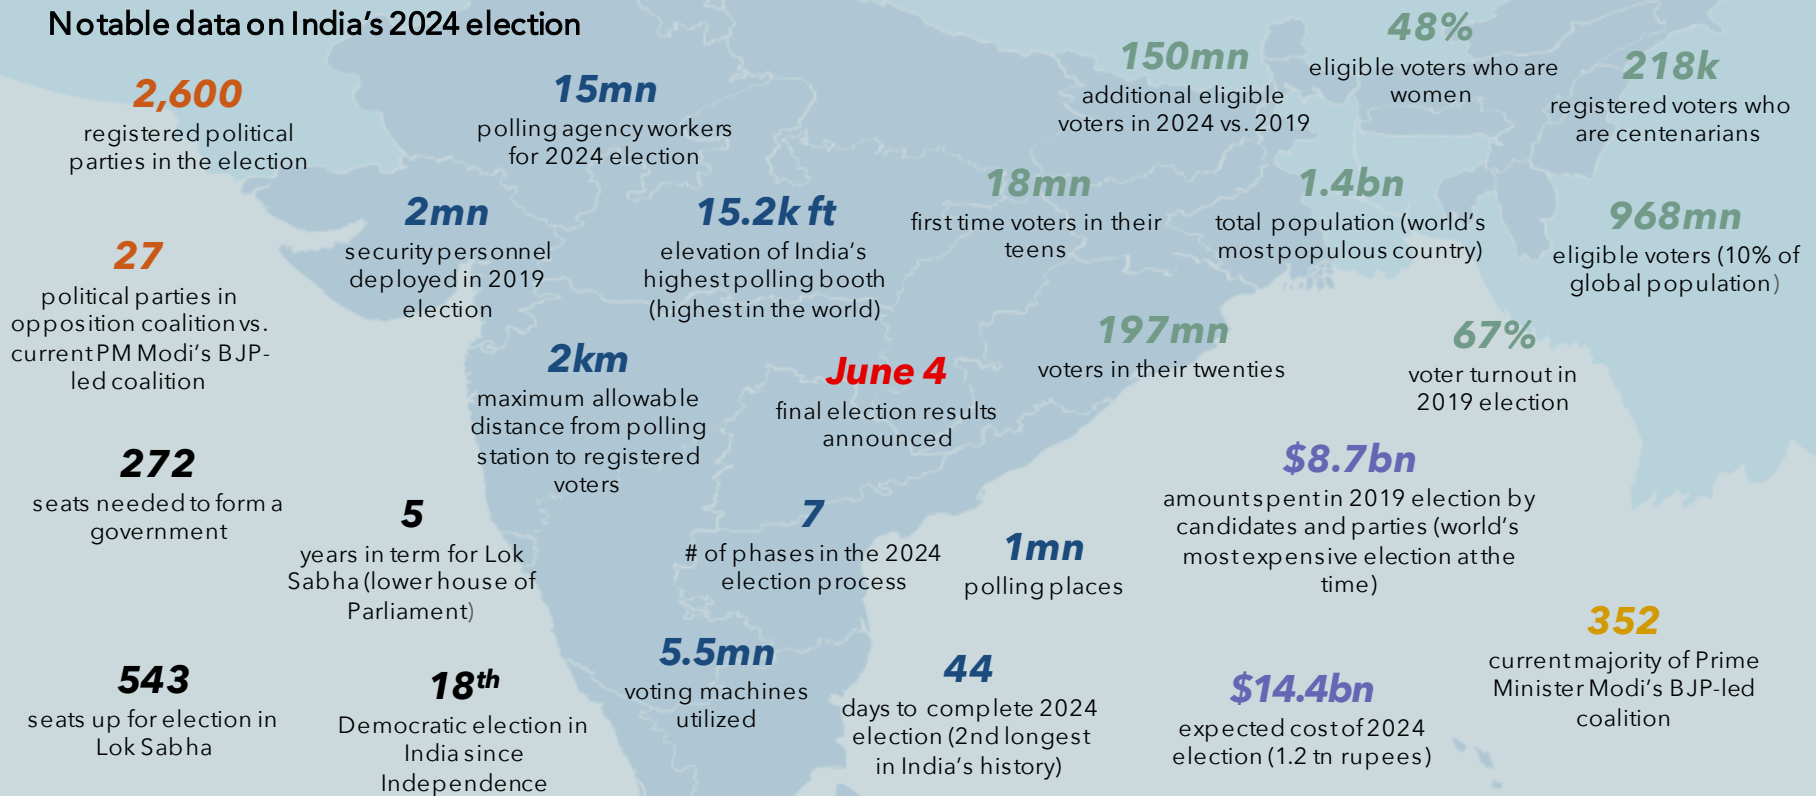 Notable data on India's 2024 election
2,600
registered political
parties in the election
15mn
polling agency workers
for 2024 election
150mn
additional eligible
voters in 2024 vs. 2019
48%
eligible voters who are
women
218k
registered voters who
are centenarians
27
political parties in
opposition coalition vs.
current PM Modi's BJP-
led coalition
2mn
security personnel
deployed in 2019
election
15.2k ft
elevation of India's
highest polling booth
(highest in the world)
18mn
first time voters in their
teens
1.4bn
total population (world's
most populous country)
968mn
eligible voters (10% of
global population)
2km
maximum allowable
distance from polling
station to registered
voters
June 4
final election results
announced
197mn
voters in their twenties
67%
voter turnout in
2019 election
272
seats needed to form a
government
5
years in term for Lok
Sabha (lower house of
Parliament)
7
# of phases in the 2024
election process
1mn
polling places
$8.7bn
amount spent in 2019 election by
candidates and parties (world's
most expensive election at the
time)
543
seats up for election in
Lok Sabha
18th
Democratic election in
India since
Independence
5.5mn
voting machines
utilized
44
days to complete 2024
election (2nd longest
in India's history)
$14.4bn
expected cost of 2024
election (1.2 tn rupees)
352
current majority of Prime
Minister Modi's BJP-led
coalition